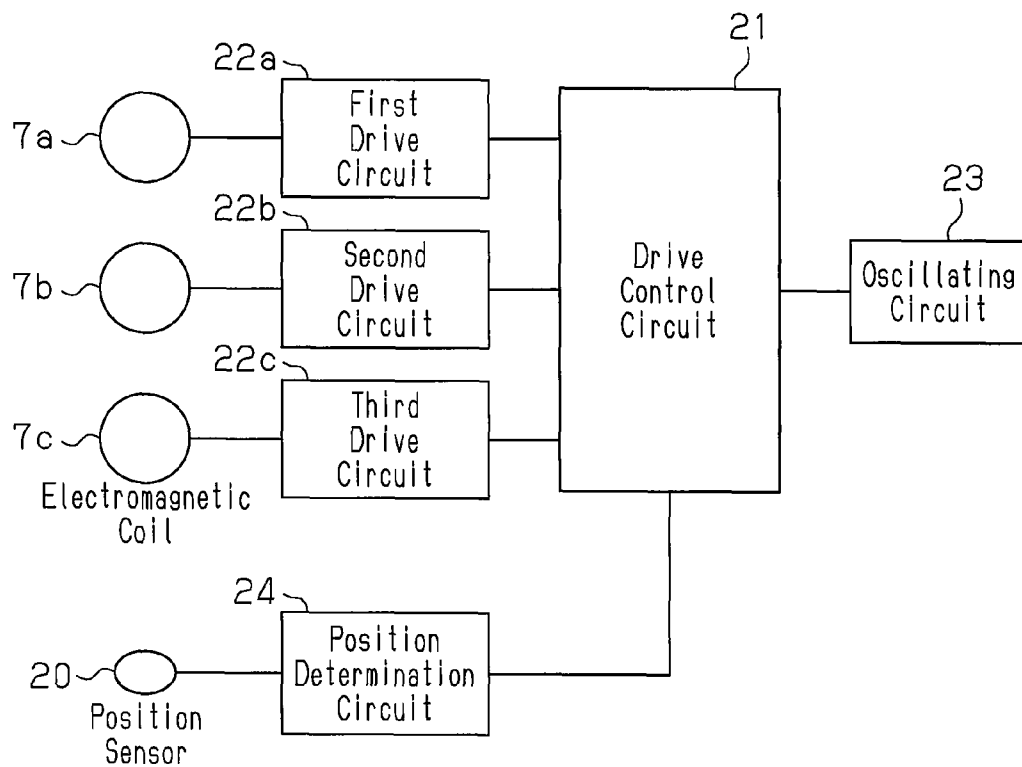 21
22a
First
Drive
Circuit
7a
23
22b
Second
Drive
Circuit
7b
Drive
Control
Circuit
Oscillating
Circuit
22c
Third
Drive
Circuit
7c
Electromagnetic
Coil
24
Position
Determination
Circuit
20
Position
Sensor